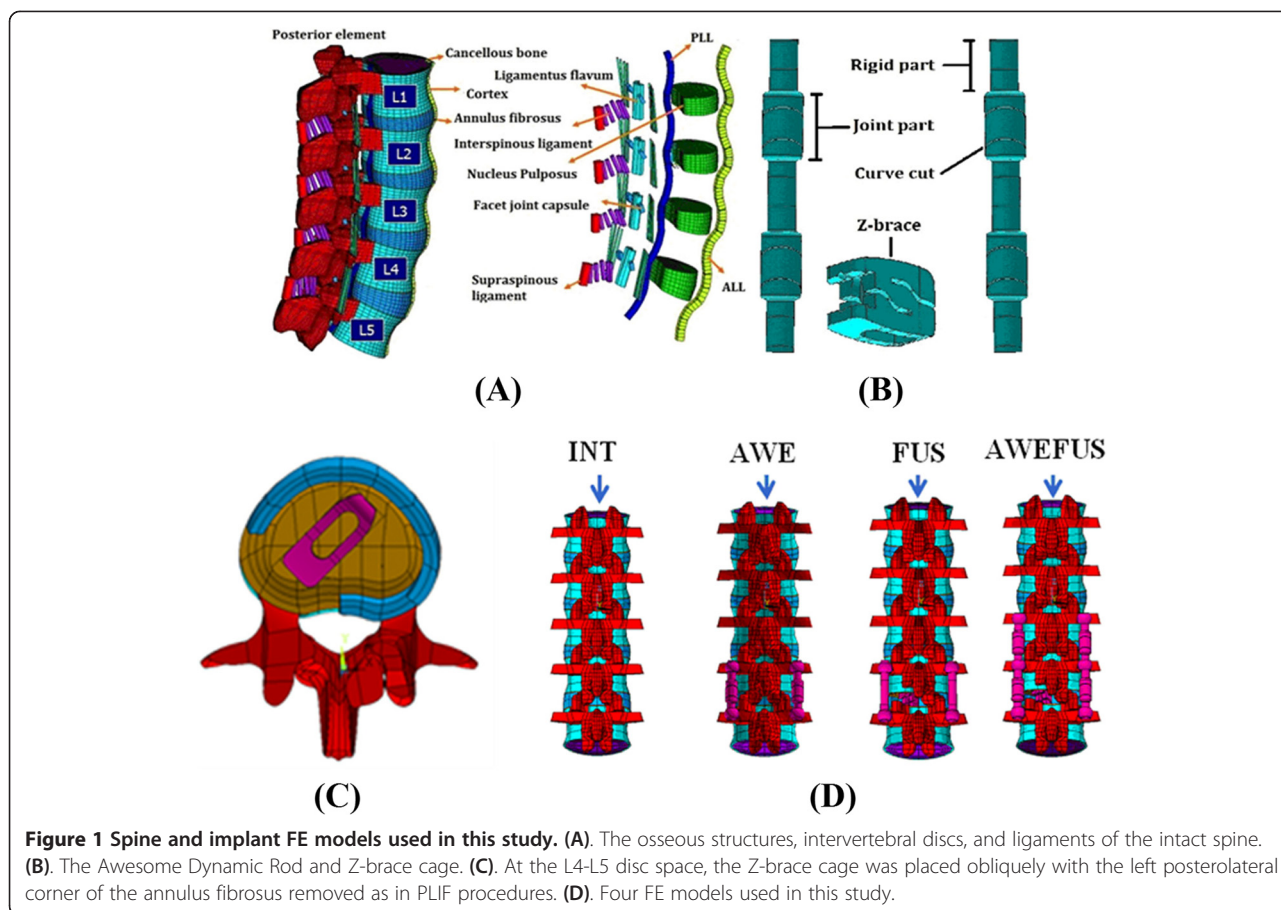 Posterior element
Cancellous bone
Ligamentus flavum
Cortex
Annulus fibrosus
Interspinous ligament
Nucleus Pulposus
Facet joint capsule
Supraspinous
ligament
PLL
ALL
L1
L2
L3
L4
L5
(A)
Rigid part
Joint part
Curve cut
Z-brace
(B)
(C)
INT
AWE
FUS
AWEFUS
(D)
Figure 1 Spine and implant FE models used in this study. (A). The osseous structures, intervertebral discs, and ligaments of the intact spine.
(B). The Awesome Dynamic Rod and Z-brace cage. (C). At the L4-L5 disc space, the Z-brace cage was placed obliquely with the left posterolateral
corner of the annulus fibrosus removed as in PLIF procedures. (D). Four FE models used in this study.